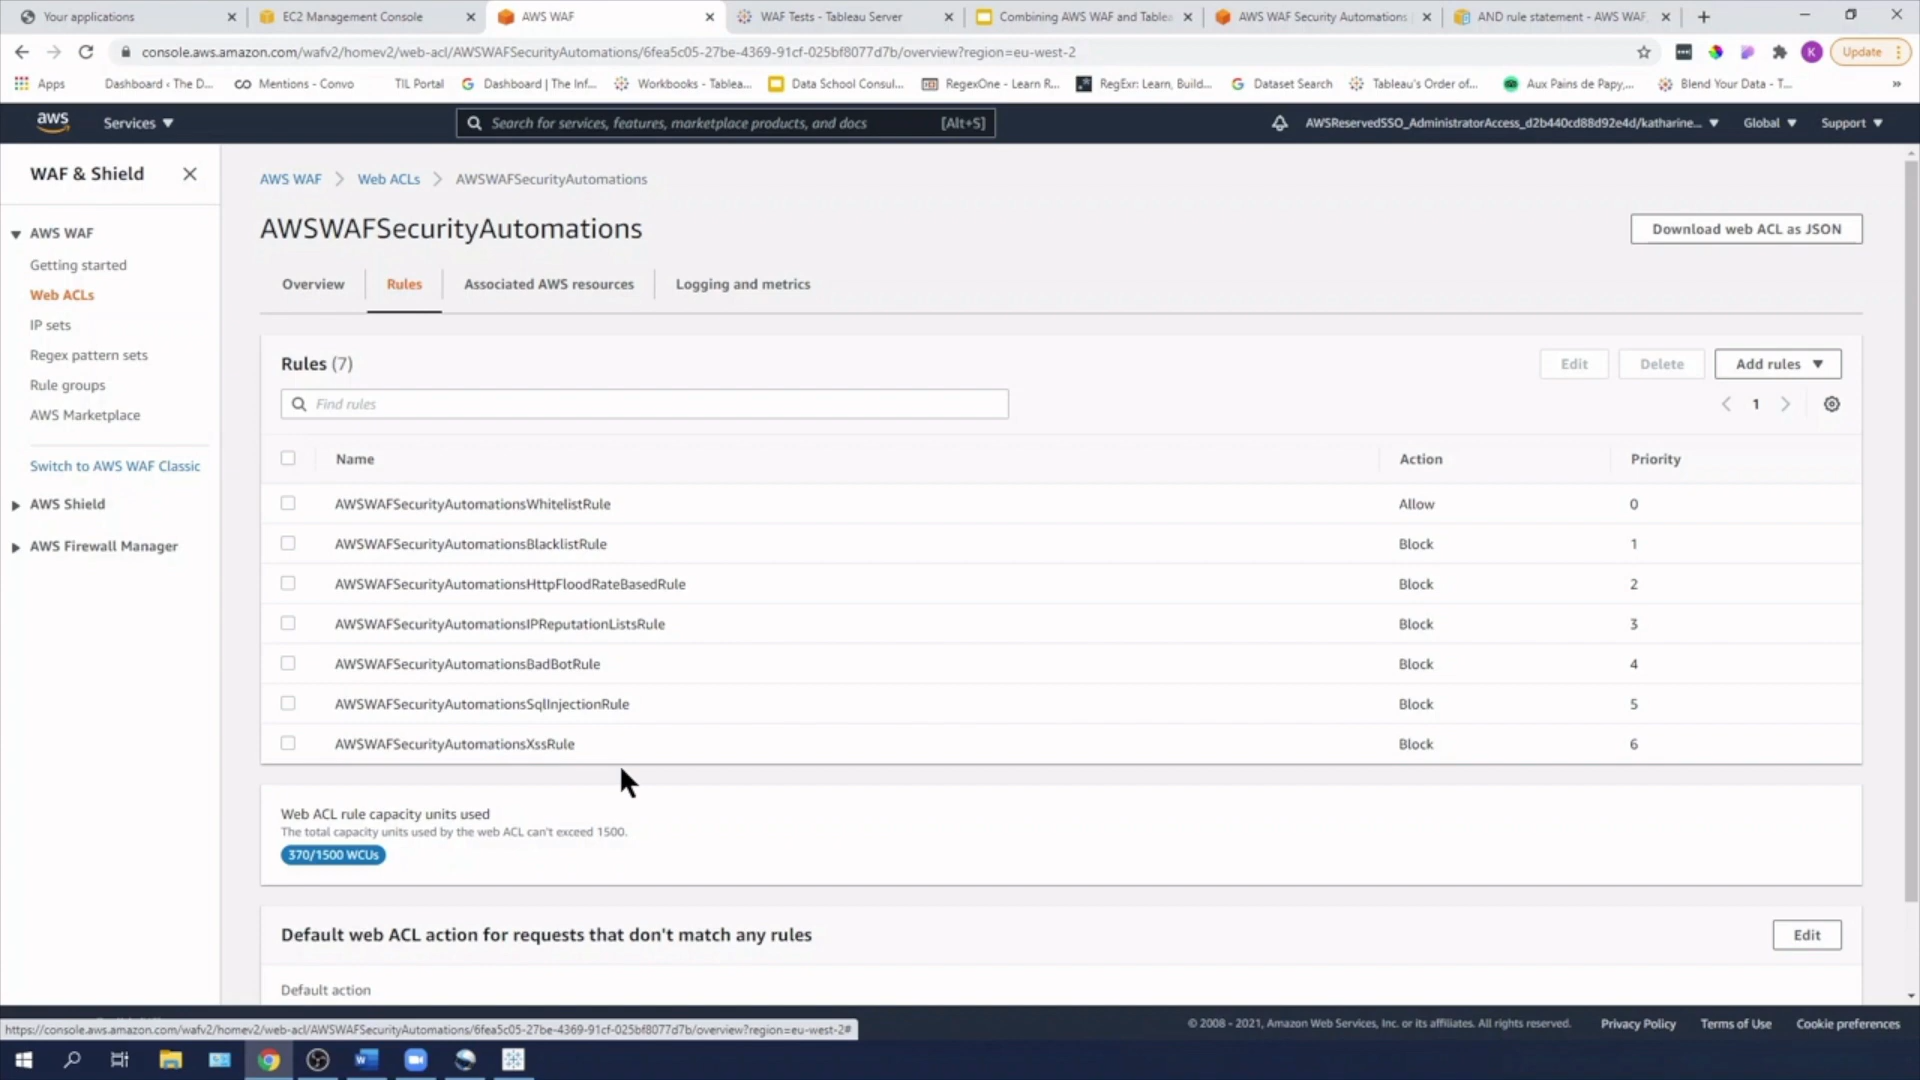 Your applications
EC2 Management Console
AWS WAF
WAF Tests - Tableau Server
Combining AWS WAF and Tablea
AWS WAF Security Automations
AND rule statement - AWS WAF,
console.aws.amazon.com/wafv2/homev2/web-acl/AWSWAFSecurityAutomations/6fea5c05-27be-4369-91cf-025bf8077d7b/overview?region=eu-west-2
K
Update
Apps
Dashboard ‹ The D...
Mentions - Convo
TIL Portal
Dashboard | The Inf...
Workbooks - Tablea...
Data School Consul...
RegexOne - Learn R...
RegExr: Learn, Build...
Dataset Search
Tableau's Order of...
Aux Pains de Papy,...
Blend Your Data - T...
»
aws
Services
Search for services, features, marketplace products, and docs
[Alt+S]
AWSReservedSSO_AdministratorAccess_d2b440cd88d92e4d/katharine...
Global
Support
WAF & Shield
AWS WAF
Getting started
Web ACLs
IP sets
Regex pattern sets
Rule groups
AWS Marketplace
Switch to AWS WAF Classic
AWS Shield
AWS Firewall Manager
AWS WAF > Web ACLs > AWSWAFSecurityAutomations
AWSWAFSecurityAutomations
Download web ACL as JSON
Overview
Rules
Associated AWS resources
Logging and metrics
Rules (7)
Edit
Delete
Add rules
Find rules
1
Name Action Priority
AWSWAFSecurityAutomationsWhitelistRule Allow 0
AWSWAFSecurityAutomationsBlacklistRule Block 1
AWSWAFSecurityAutomationsHttpFloodRateBasedRule Block 2
AWSWAFSecurityAutomationsIPReputationListsRule Block 3
AWSWAFSecurityAutomationsBadBotRule Block 4
AWSWAFSecurityAutomationsSqlInjectionRule Block 5
AWSWAFSecurityAutomationsXssRule Block 6
Web ACL rule capacity units used
The total capacity units used by the web ACL can't exceed 1500.
370/1500 WCUs
Default web ACL action for requests that don't match any rules
Edit
Default action
https://console.aws.amazon.com/wafv2/homev2/web-acl/AWSWAFSecurityAutomations/6fea5c05-27be-4369-91cf-025bf8077d7b/overview?region=eu-west-2#
© 2008 - 2021, Amazon Web Services, Inc. or its affiliates. All rights reserved.
Privacy Policy
Terms of Use
Cookie preferences